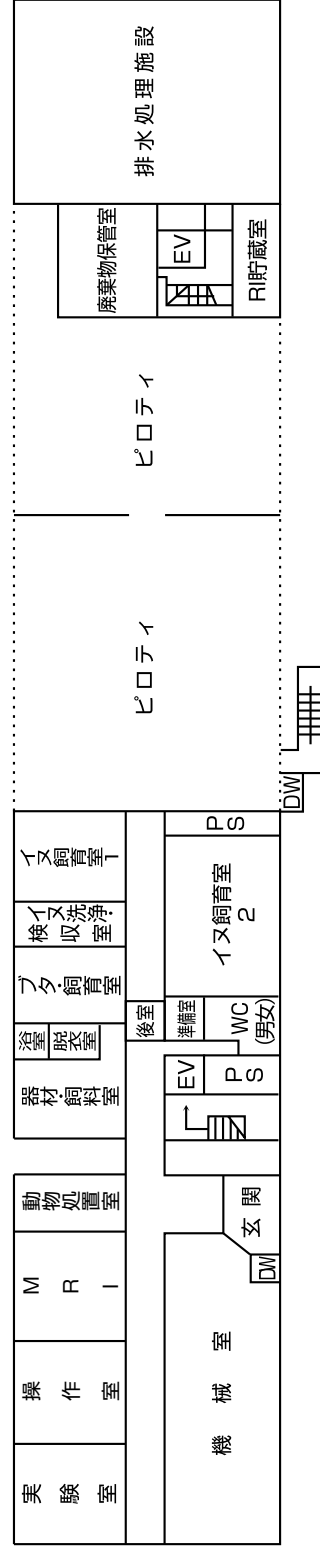 実験室
操作室
MRI
動物処置室
器材・飼料室
浴室
脱衣室
ブタ・飼育室
イヌ洗浄・
検収室
イヌ飼育室1
ピロティ
ピロティ
廃棄物保管室
排水処理施設
EV
RI貯蔵室
後室
準備室
WC
(男女)
EV
PS
イヌ飼育室
2
PS
DW
機械室
玄関
DW